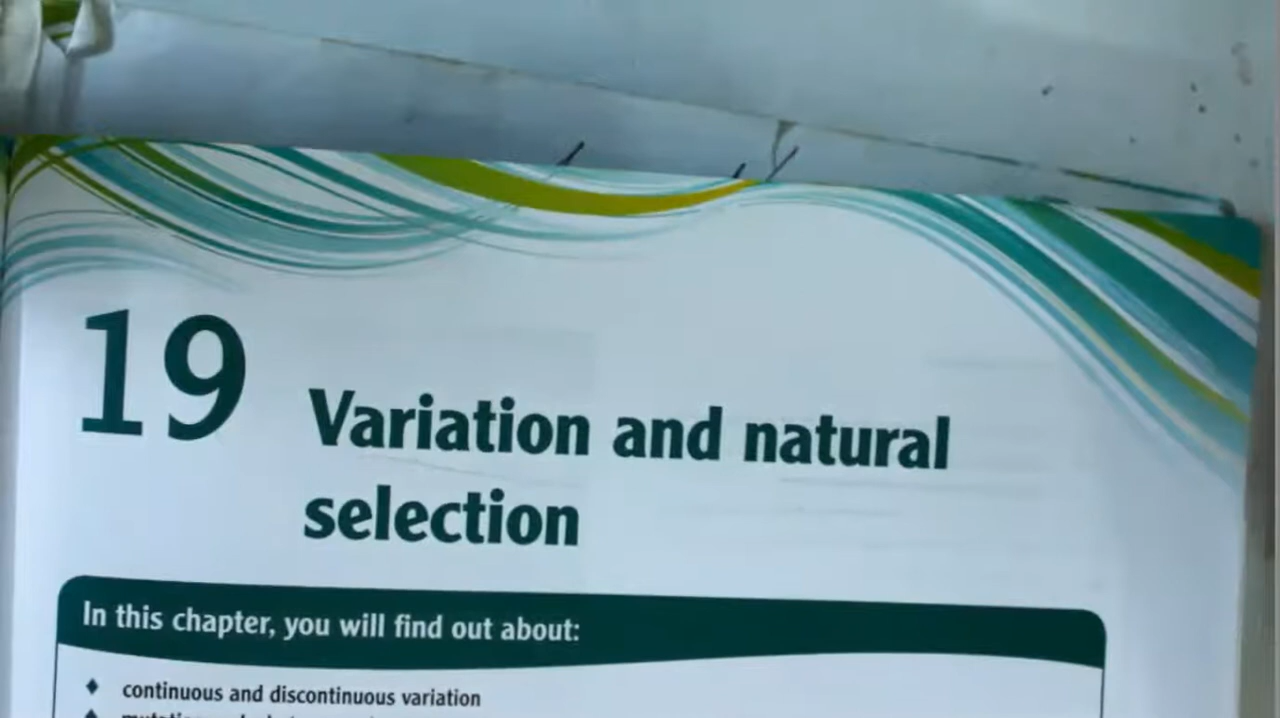 19
Variation and natural
selection
In this chapter, you will find out about:
♦ continuous and discontinuous variation